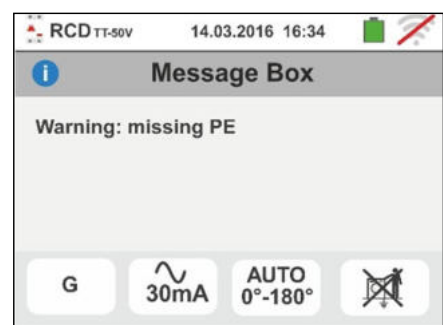 RCD TT-50V 14.03.2016 16:34
Message Box
Warning: missing PE
G
30mA
AUTO
0°-180°